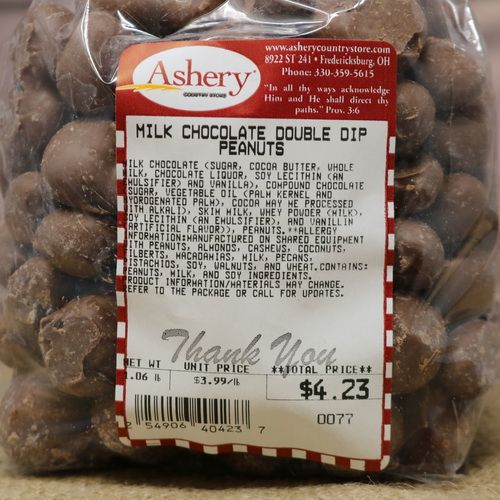 www.asherycountrystore.com
8922 ST 241 • Fredericksburg, OH
Phone: 330-359-5615
Ashery
COUNTRY STORE
"In all thy ways acknowledge
Him and He shall direct thy
paths." Prov. 3:6
MILK CHOCOLATE DOUBLE DIP
PEANUTS
ILK CHOCOLATE (SUGAR, COCOA BUTTER, WHOLE
ILK, CHOCOLATE LIQUOR, SOY LECITHIN (AN
MULSIFIER) AND VANILLA), COMPOUND CHOCOLATE
SUGAR, VEGETABLE OIL (PALM KERNEL AND
YDROGENATED PALM), COCOA MAY BE PROCESSED
ITH ALKALI), SKIM MILK, WHEY POWDER (MILK),
OY LECITHIN (AN EMULSIFIER), AND VANILLIN
ARTIFICIAL FLAVOR)), PEANUTS. **ALLERGY
NFORMATION:MANUFACTURED ON SHARED EQUIPMENT
ITH PEANUTS, ALMONDS, CASHEWS, COCONUTS,
ILBERTS, MACADAMIAS, MILK, PECANS,
ISTACHIOS, SOY, WALNUTS, AND WHEAT.CONTAINS:
EANUTS, MILK, AND SOY INGREDIENTS.
RODUCT INFORMATION/MATERIALS MAY CHANGE.
EFER TO THE PACKAGE OR CALL FOR UPDATES.
Thank You
NET WT UNIT PRICE **TOTAL PRICE**
1.06 lb $3.99/lb $4.23
0077
2 54906 40423 7